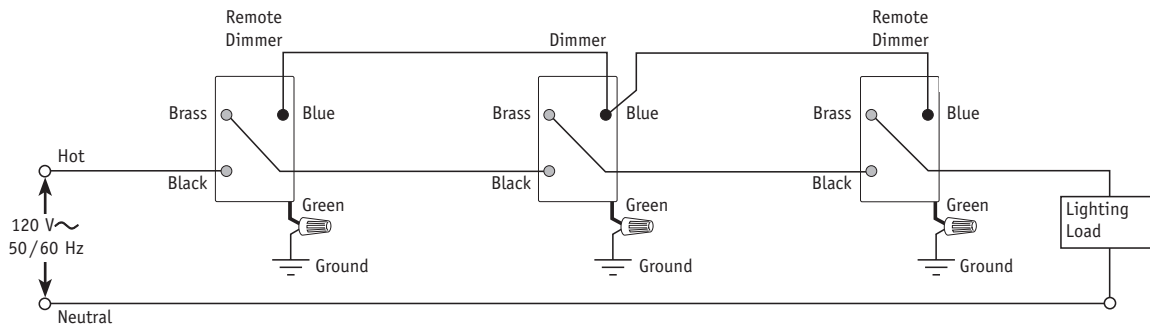 Remote
Dimmer
Dimmer
Remote
Dimmer
Brass
Blue
Brass
Blue
Brass
Blue
Hot
Black
Black
Black
Green
Green
Green
120 V~
50/60 Hz
Lighting
Load
Ground
Ground
Ground
Neutral